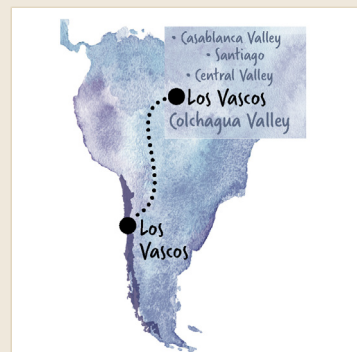 • Casablanca Valley
• Santiago
• Central Valley
Los Vascos
Colchagua Valley
Los
Vascos